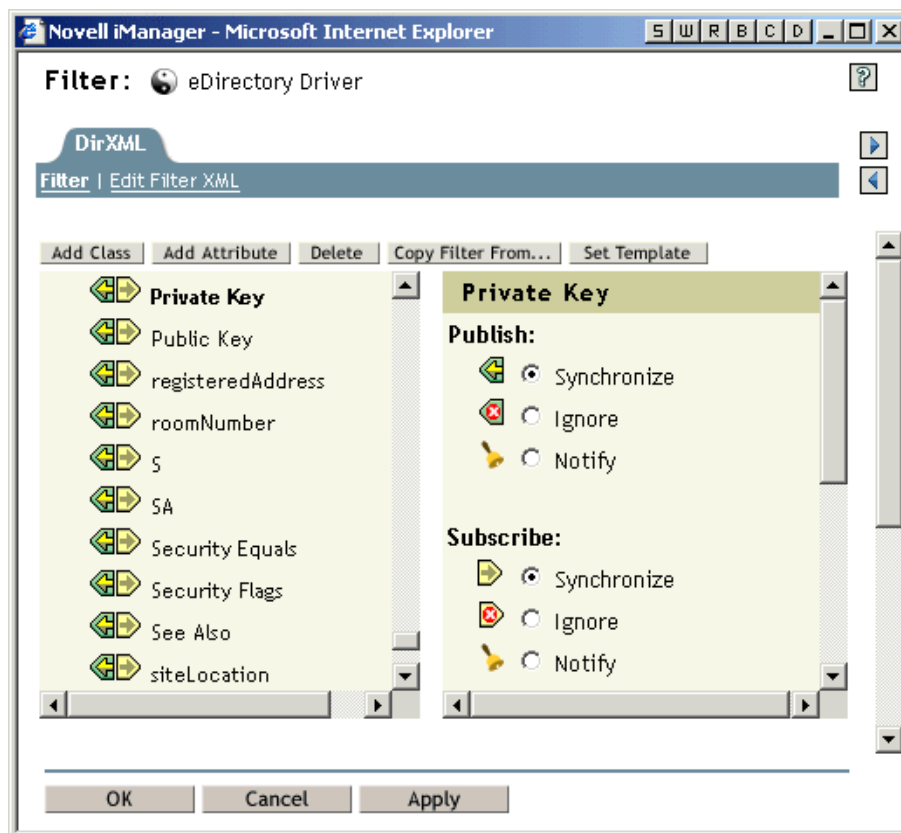 Novell iManager - Microsoft Internet Explorer
S W R B C D
Filter: eDirectory Driver
?
DirXML
Filter | Edit Filter XML
Add Class Add Attribute Delete Copy Filter From... Set Template
Private Key
Public Key
registeredAddress
roomNumber
S
SA
Security Equals
Security Flags
See Also
siteLocation
Private Key
Publish:
Synchronize
Ignore
Notify
Subscribe:
Synchronize
Ignore
Notify
OK Cancel Apply